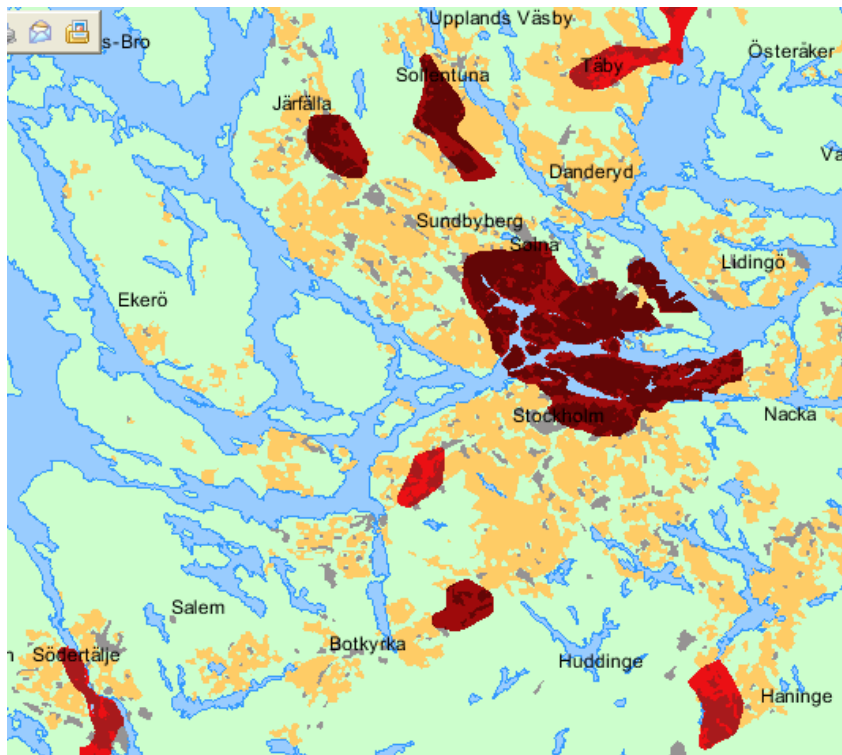 Upplands Väsby
s-Bro
Österåker
Sollentuna
Täby
Järfälla
Va
Danderyd
Sundbyberg
Solna
Lidingö
Ekerö
Stockholm
Nacka
Salem
Botkyrka
n
Södertälje
Huddinge
Haninge